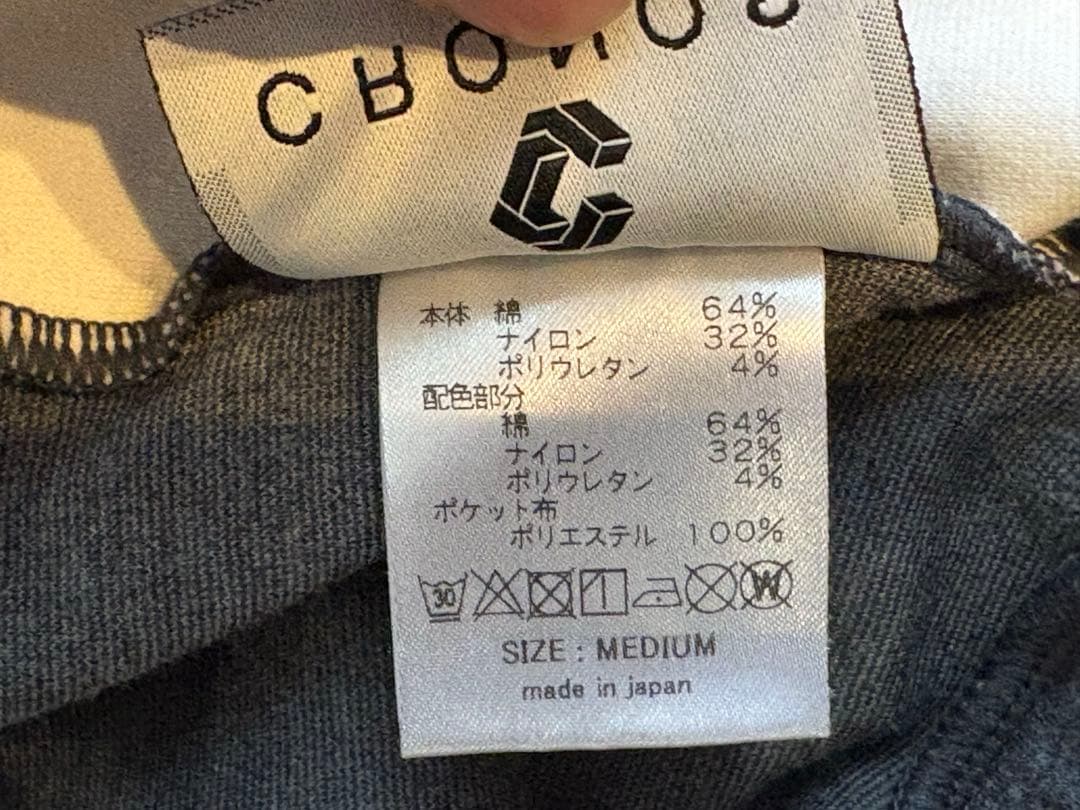 CRONOS
本体 綿 64%
ナイロン 32%
ポリウレタン 4%
配色部分
綿 64%
ナイロン 32%
ポリウレタン 4%
ポケット布
ポリエステル 100%
30 W
SIZE : MEDIUM
made in japan